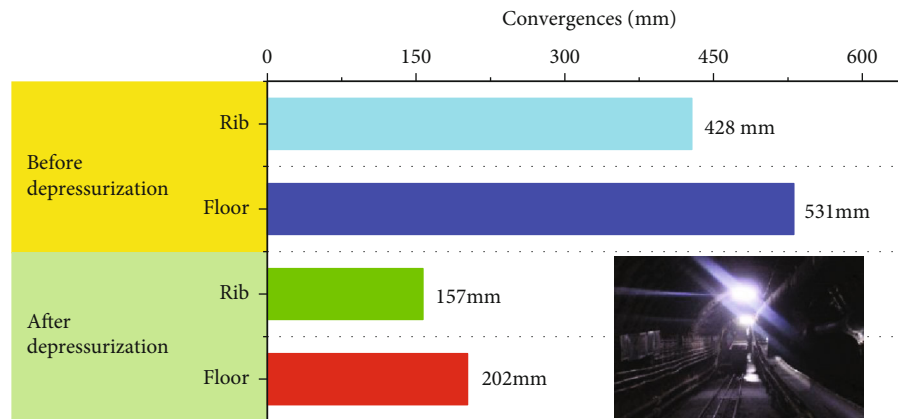 Convergences (mm)
0 150 300 450 600
Before
depressurization
Rib
428 mm
Floor
531mm
After
depressurization
Rib
157mm
Floor
202mm